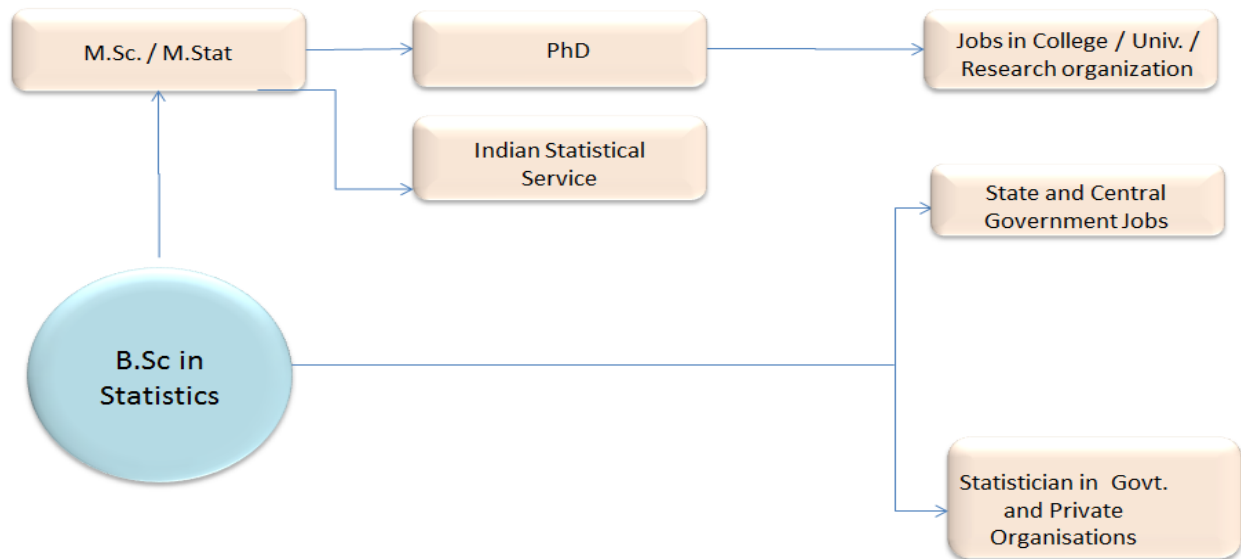 M.Sc. / M.Stat
PhD
Jobs in College / Univ. /
Research organization
Indian Statistical
Service
State and Central
Government Jobs
B.Sc in
Statistics
Statistician in Govt.
and Private
Organisations